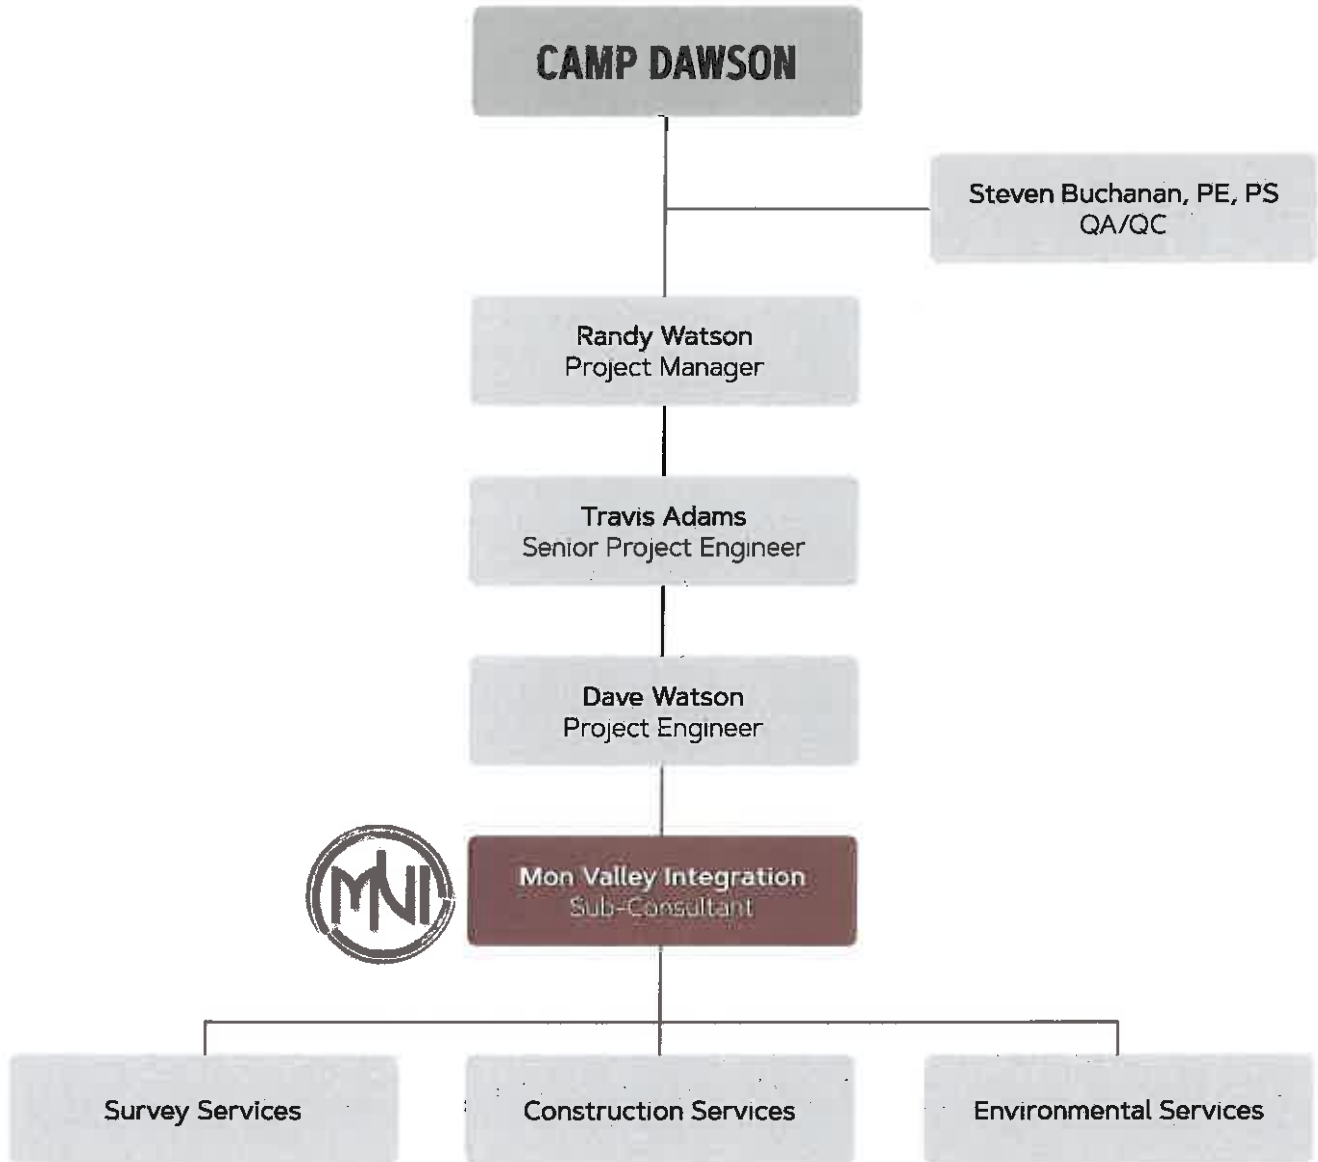 CAMP DAWSON
Steven Buchanan, PE, PS
QA/QC
Randy Watson
Project Manager
Travis Adams
Senior Project Engineer
Dave Watson
Project Engineer
MVI
Mon Valley Integration
Sub-Consultant
Survey Services
Construction Services
Environmental Services